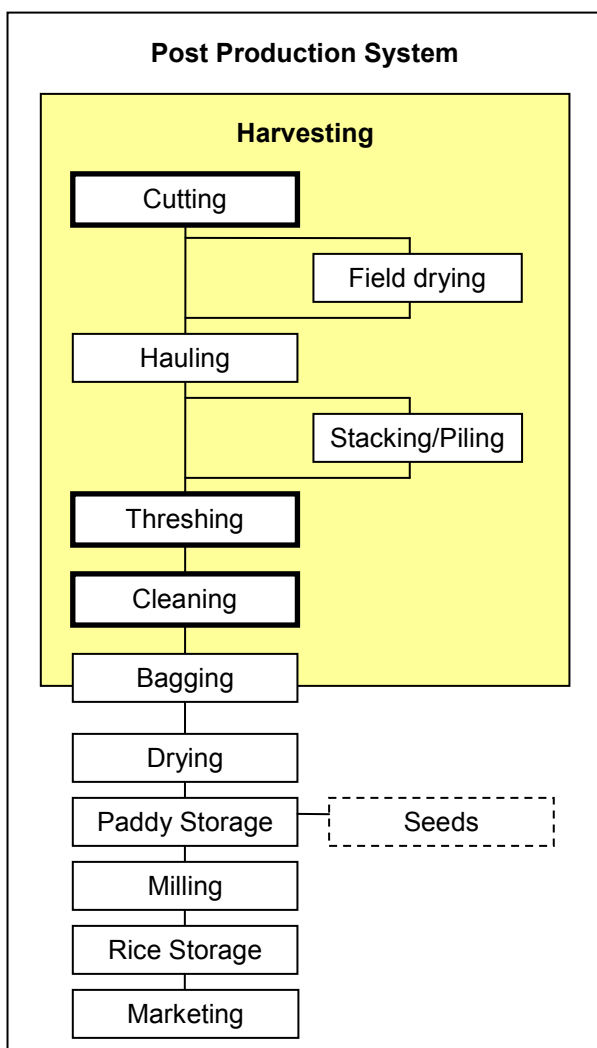 Post Production System
Harvesting
Cutting
Field drying
Hauling
Stacking/Piling
Threshing
Cleaning
Bagging
Drying
Paddy Storage
Seeds
Milling
Rice Storage
Marketing